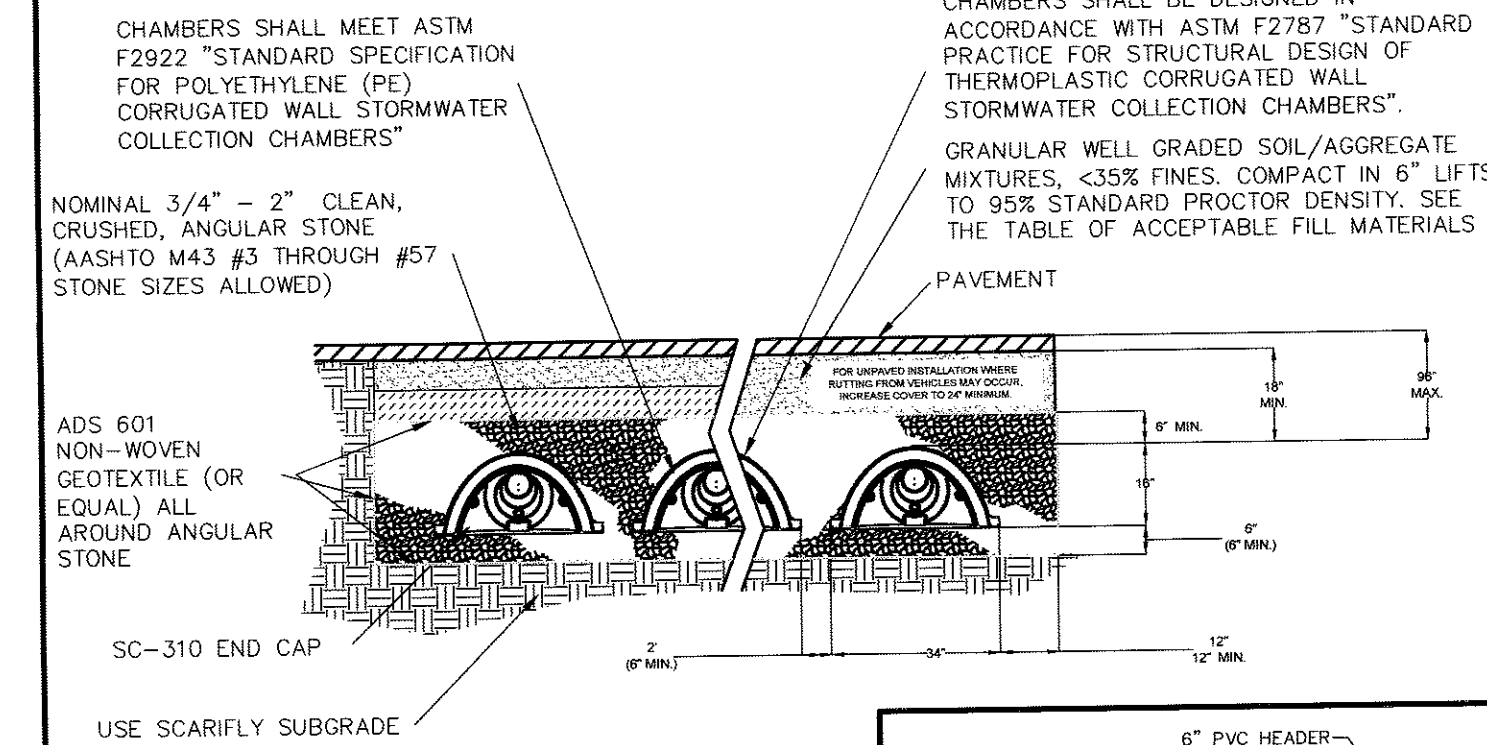 CHAMBERS SHALL MEET ASTM
F2922 "STANDARD SPECIFICATION
FOR POLYETHYLENE (PE)
CORRUGATED WALL STORMWATER
COLLECTION CHAMBERS"
CHAMBERS SHALL BE DESIGNED IN
ACCORDANCE WITH ASTM F2787 "STANDARD
PRACTICE FOR STRUCTURAL DESIGN OF
THERMOPLASTIC CORRUGATED WALL
STORMWATER COLLECTION CHAMBERS".
NOMINAL 3/4" - 2" CLEAN,
CRUSHED, ANGULAR STONE
(AASHTO M43 #3 THROUGH #57
STONE SIZES ALLOWED)
GRANULAR WELL GRADED SOIL/AGGREGATE
MIXTURES, <35% FINES. COMPACT IN 6" LIFTS
TO 95% STANDARD PROCTOR DENSITY. SEE
THE TABLE OF ACCEPTABLE FILL MATERIALS
PAVEMENT
FOR UNPAVED INSTALLATION WHERE
RUTTING FROM VEHICLES MAY OCCUR,
INCREASE COVER TO 24" MINIMUM.
18"
MIN.
96"
MAX.
6" MIN.
16"
6"
(6" MIN.)
ADS 601
NON-WOVEN
GEOTEXTILE (OR
EQUAL) ALL
AROUND ANGULAR
STONE
SC-310 END CAP
2'
(6" MIN.)
34"
12"
12" MIN.
USE SCARIFLY SUBGRADE
6" PVC HEADER